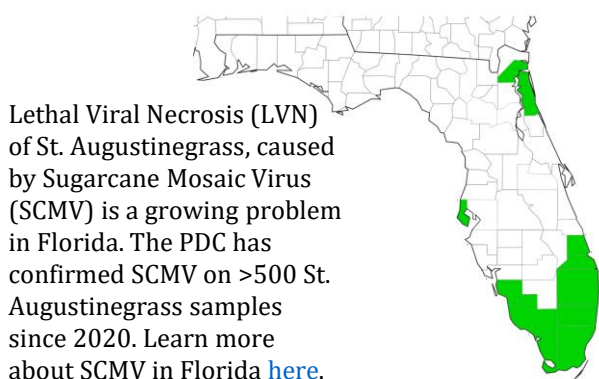 Lethal Viral Necrosis (LVN)
of St. Augustinegrass, caused
by Sugarcane Mosaic Virus
(SCMV) is a growing problem
in Florida. The PDC has
confirmed SCMV on >500 St.
Augustinegrass samples
since 2020. Learn more
about SCMV in Florida here.